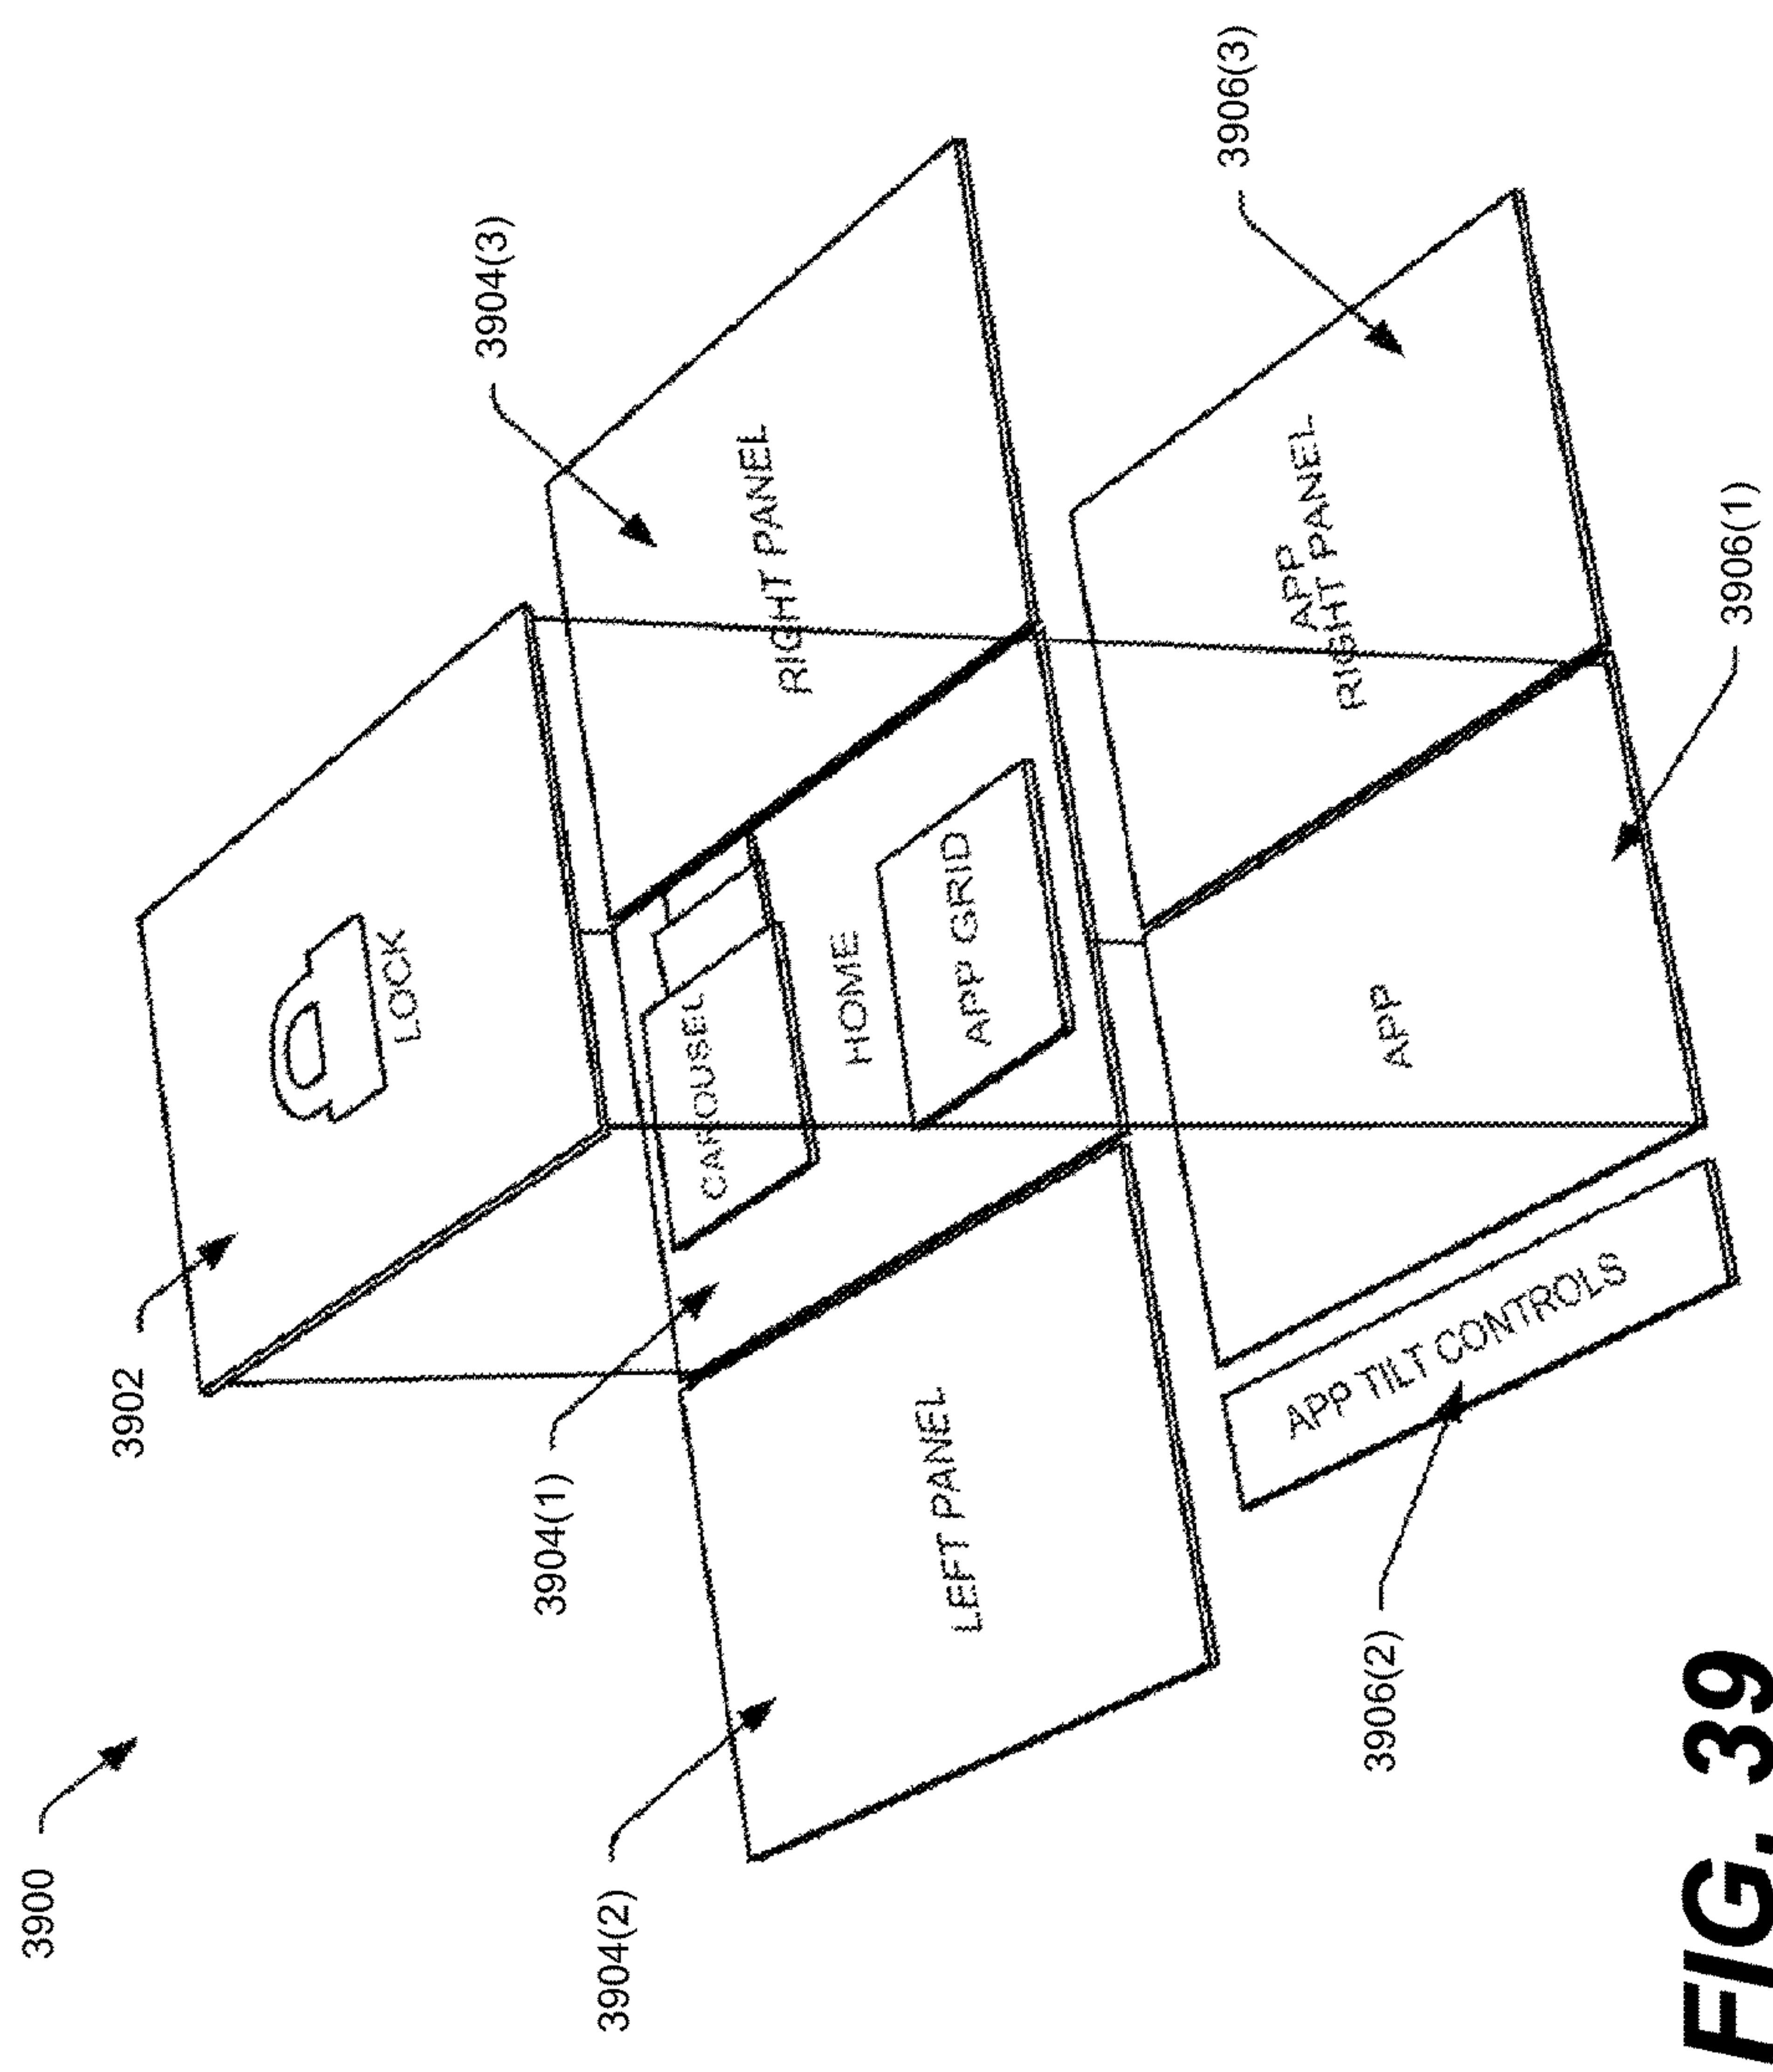 3900
3902
LOCK
3904(1)
3904(2)
3904(3)
CAROUSEL
HOME
APP GRID
LEFT PANEL
RIGHT PANEL
3906(1)
3906(2)
3906(3)
APP TILT CONTROLS
APP
APP
RIGHT PANEL
FIG. 39